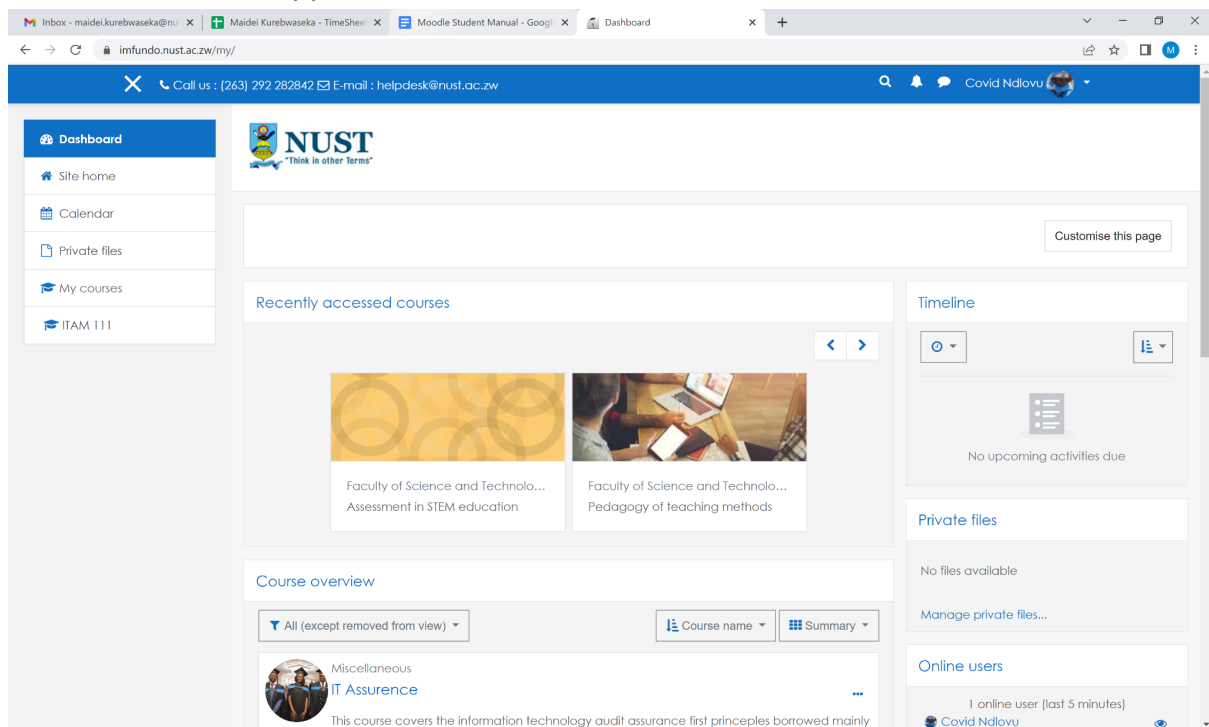 Inbox - maidei.kurebwaseka@nu
Maidei Kurebwaseka - TimeSheet
Moodle Student Manual - Googl
Dashboard
imfundo.nust.ac.zw/my/
M
Call us : (263) 292 282842 E-mail : helpdesk@nust.ac.zw
Covid Ndlovu
Dashboard
Site home
Calendar
Private files
My courses
ITAM 111
NUST
"Think in other Terms"
Customise this page
Recently accessed courses
Faculty of Science and Technolo...
Assessment in STEM education
Faculty of Science and Technolo...
Pedagogy of teaching methods
Course overview
All (except removed from view)
Course name
Summary
Miscellaneous
IT Assurence
This course covers the information technology audit assurance first princeples borrowed mainly
Timeline
No upcoming activities due
Private files
No files available
Manage private files...
Online users
1 online user (last 5 minutes)
Covid Ndlovu